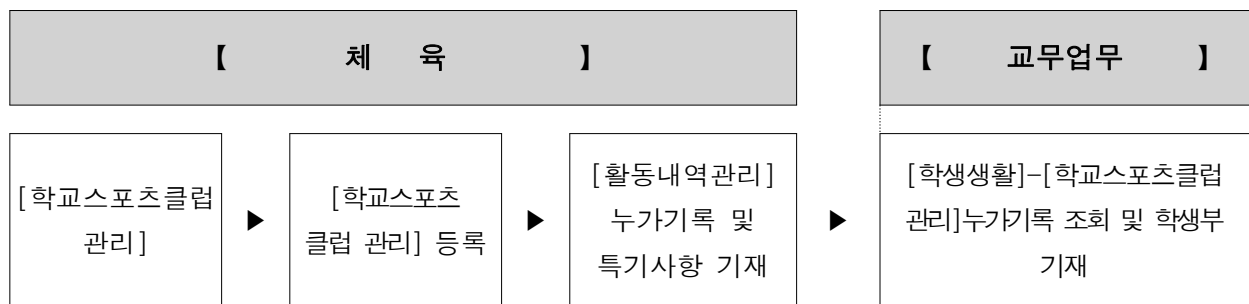 【 체 육 】
【 교무업무 】
[학교스포츠클럽
관리]
▶
[학교스포츠
클럽 관리] 등록
▶
[활동내역관리]
누가기록 및
특기사항 기재
▶
[학생생활]-[학교스포츠클럽
관리]누가기록 조회 및 학생부
기재